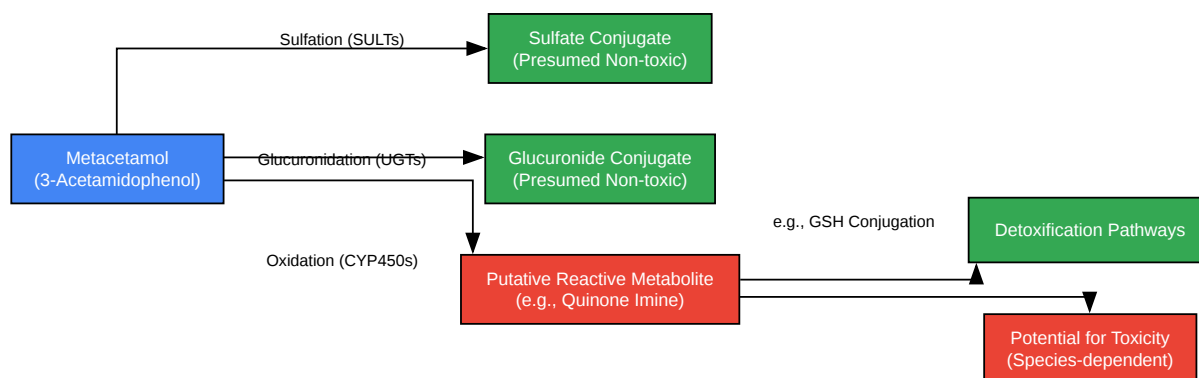 Sulfation (SULTs)
Sulfate Conjugate
(Presumed Non-toxic)
Metacetamol
(3-Acetamidophenol)
Glucuronidation (UGTs)
Glucuronide Conjugate
(Presumed Non-toxic)
e.g., GSH Conjugation
Detoxification Pathways
Oxidation (CYP450s)
Putative Reactive Metabolite
(e.g., Quinone Imine)
Potential for Toxicity
(Species-dependent)